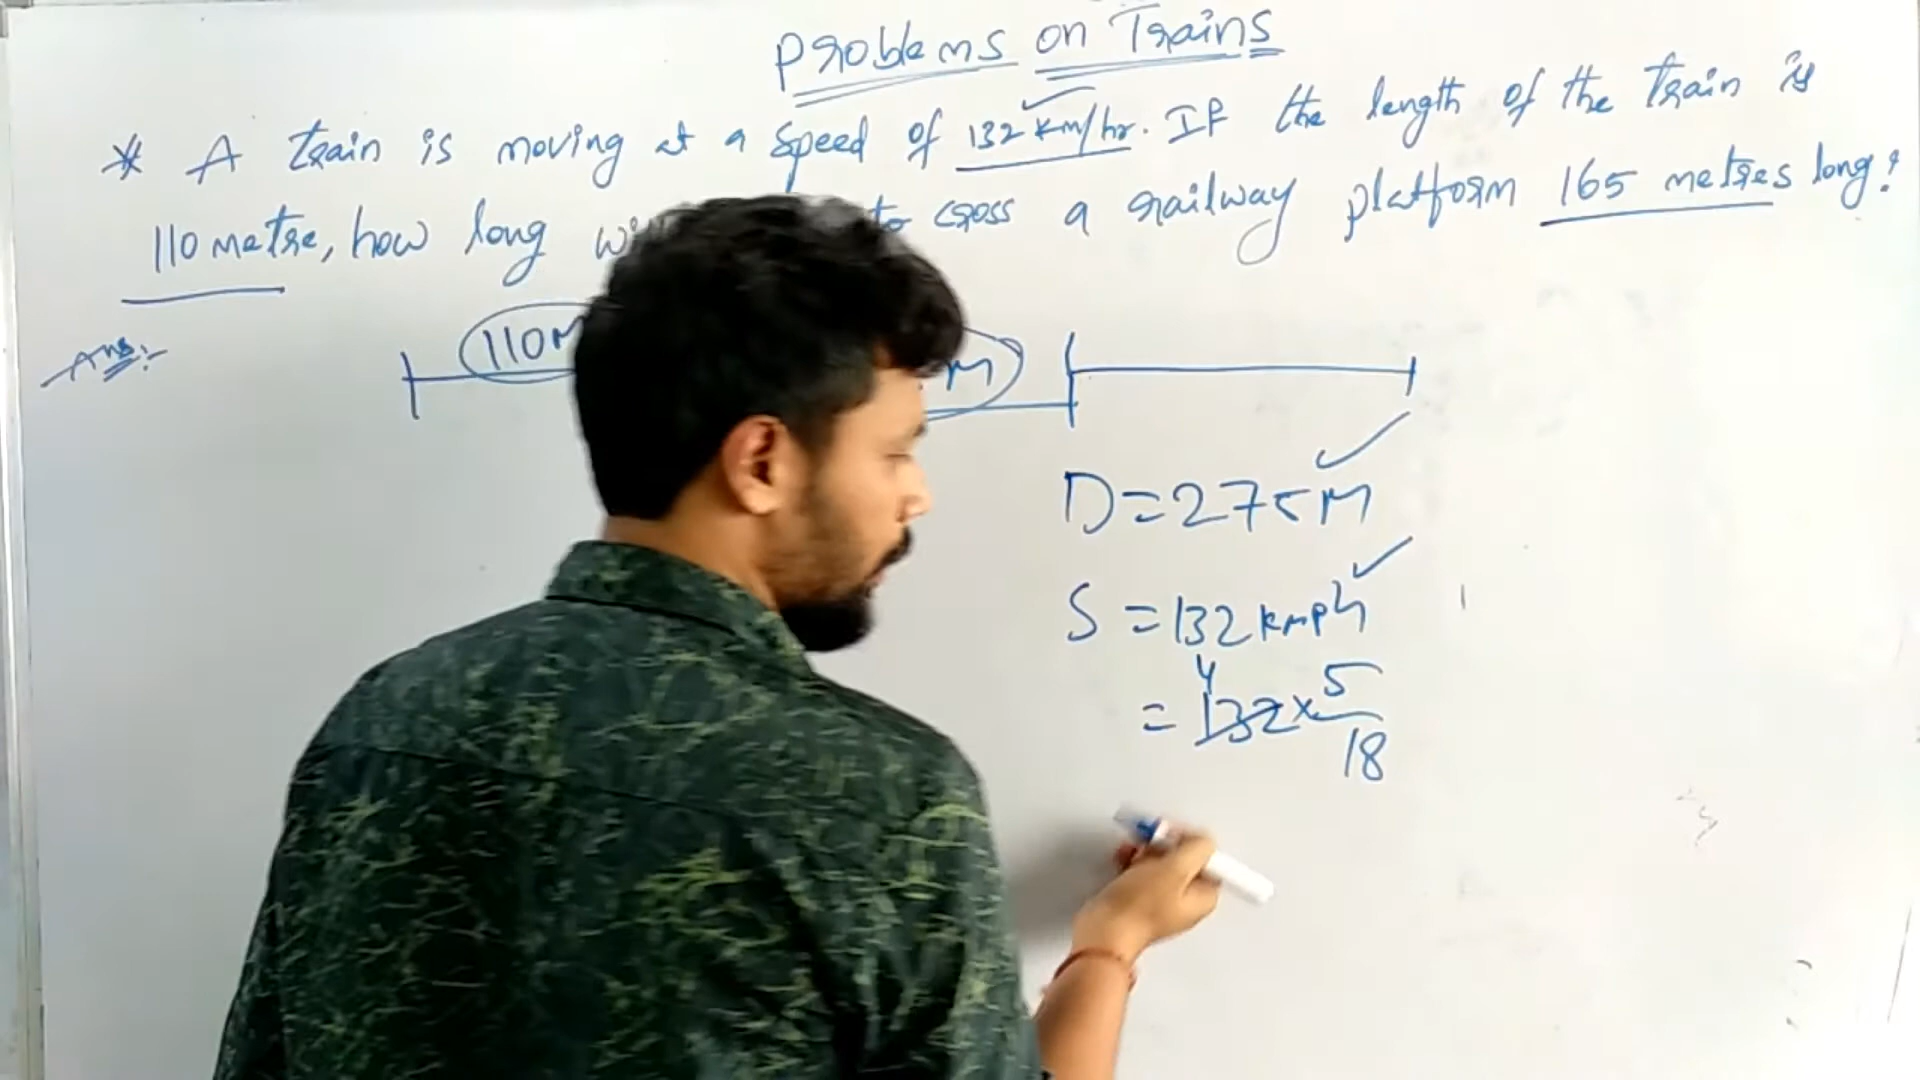 Problems on Trains
* A train is moving at a speed of 132 km/hr. If the length of the train is
110 metre, how long to cross a railway platform 165 metres long?
Ans:-
110M M
D = 275M
S = 132 kmph
4
= 132 × 5/18